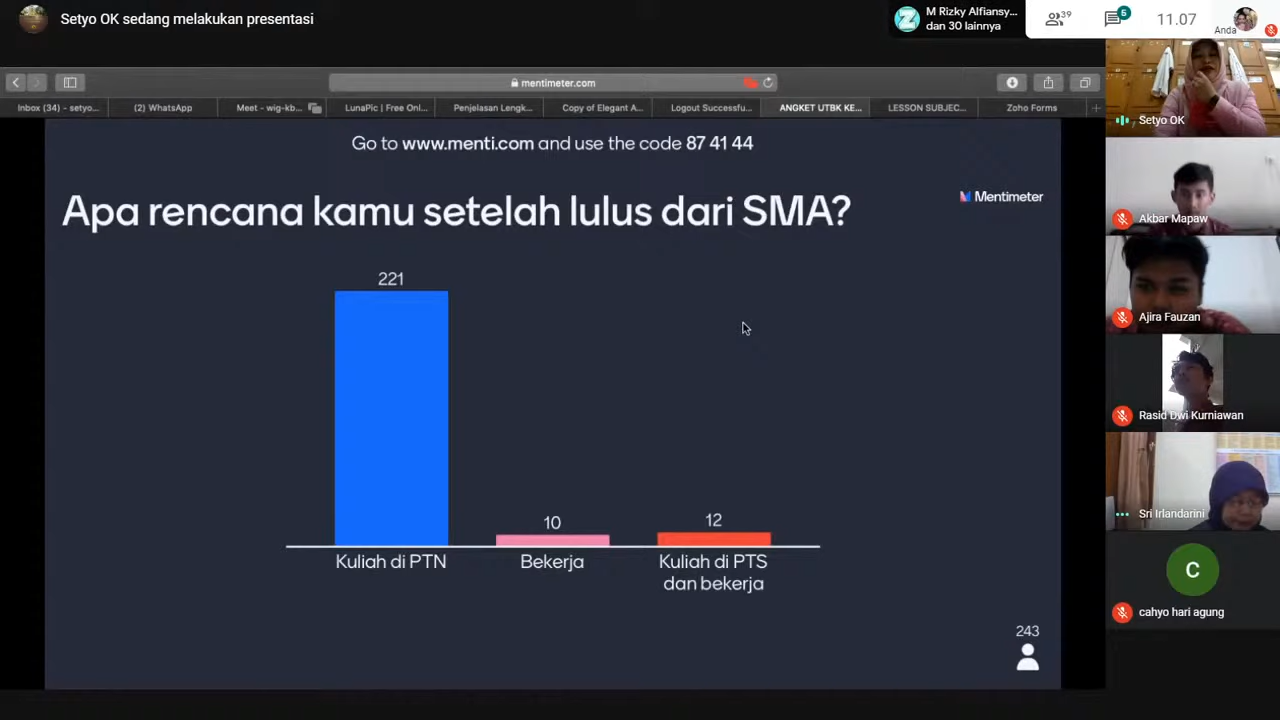 Setyo OK sedang melakukan presentasi
M Rizky Alfiansy...
dan 30 lainnya
39
5
11.07
Anda
mentimeter.com
Inbox (34) - setyo...
(2) WhatsApp
Meet - wig-kb...
LunaPic | Free Onl...
Penjelasan Lengk...
Copy of Elegant A...
Logout Successfu...
ANGKET UTBK KE...
LESSON SUBJEC...
Zoho Forms
Go to www.menti.com and use the code 87 41 44
Apa rencana kamu setelah lulus dari SMA?
Mentimeter
221
10
12
Kuliah di PTN
Bekerja
Kuliah di PTS
dan bekerja
243
Setyo OK
Akbar Mapaw
Ajira Fauzan
Rasid Dwi Kurniawan
Sri Irlandarini
C
cahyo hari agung